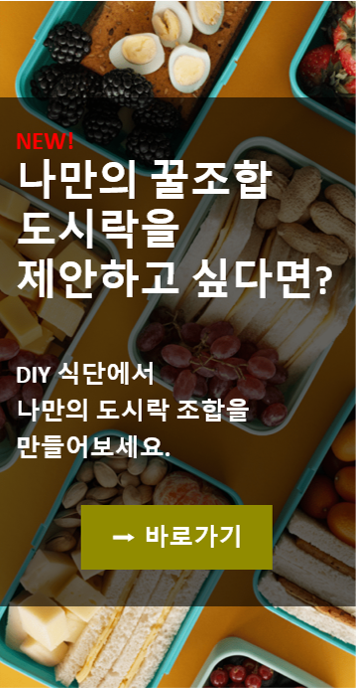 NEW!
나만의 꿀조합
도시락을
제안하고 싶다면?
DIY 식단에서
나만의 도시락 조합을
만들어보세요.
➞ 바로가기